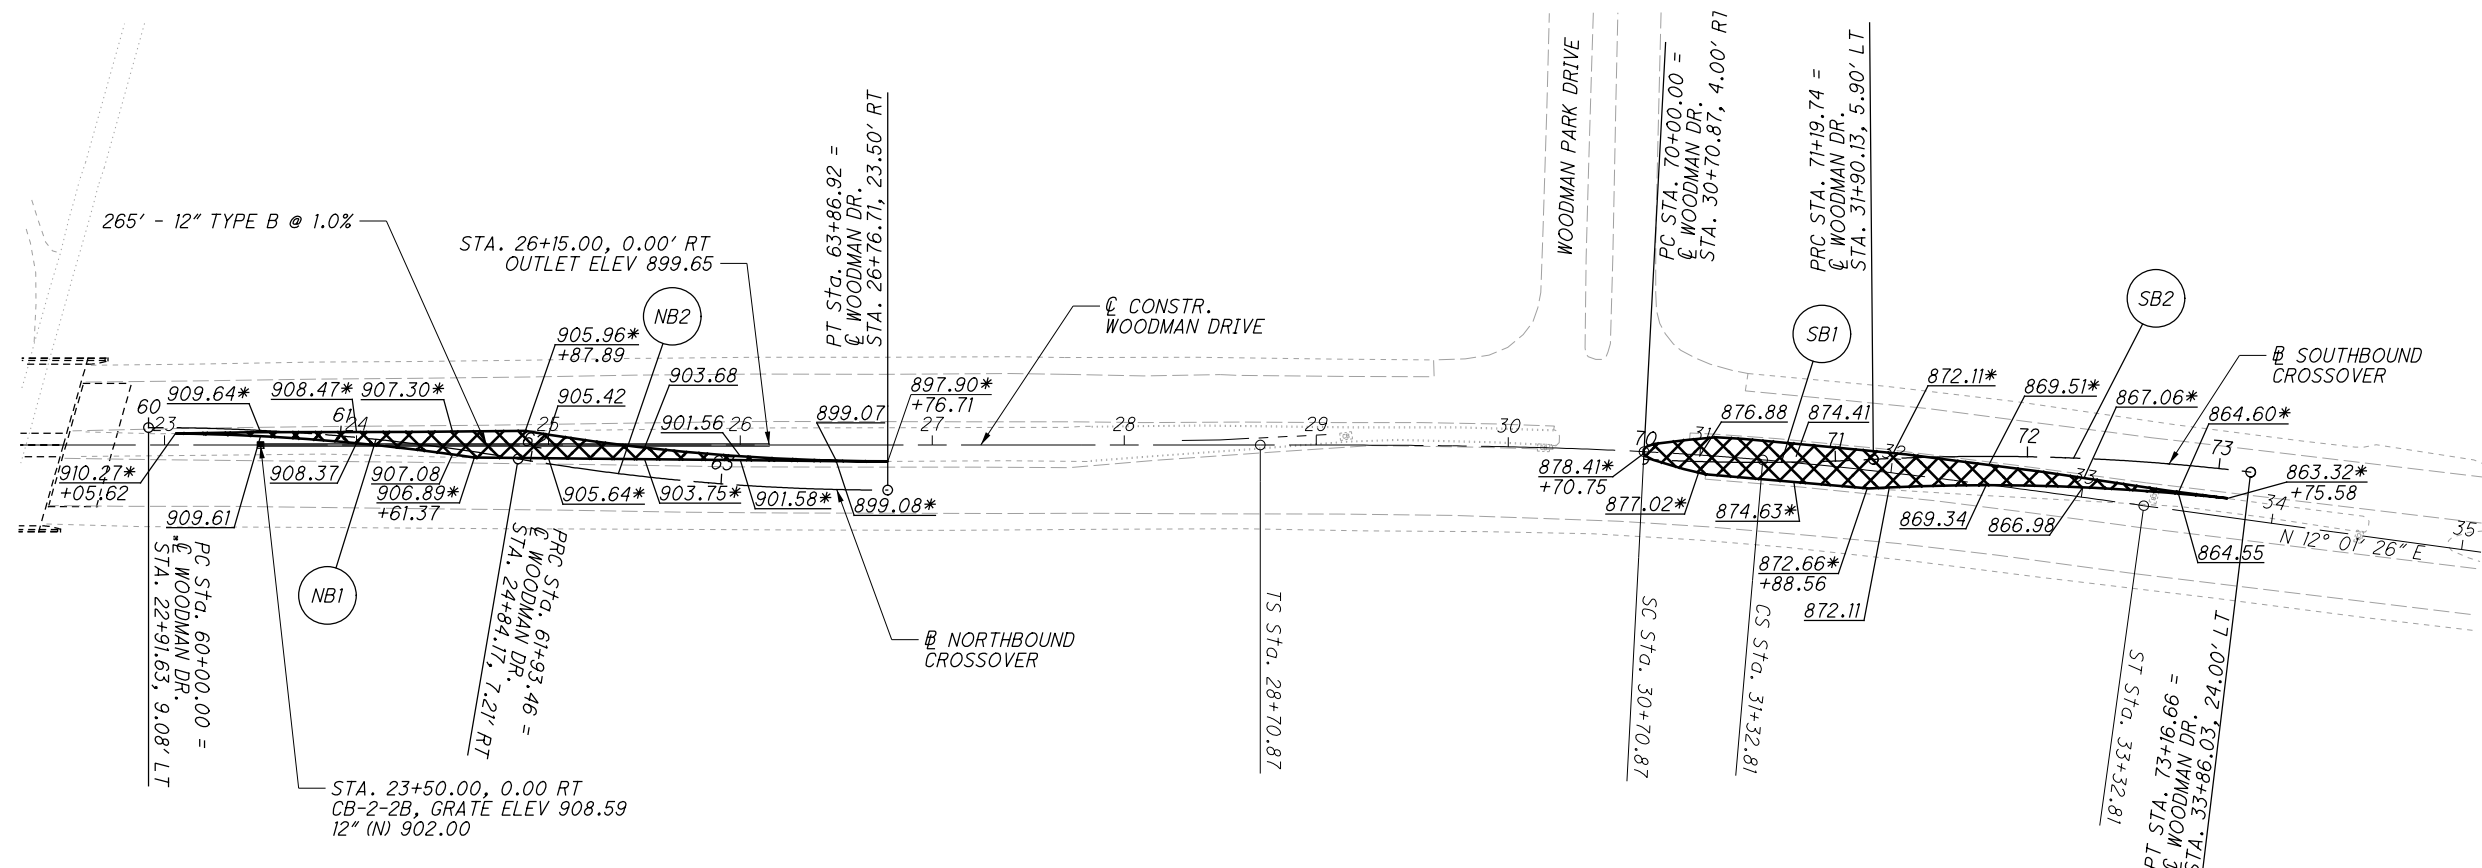 265' - 12" TYPE B @ 1.0%
STA. 26+15.00, 0.00' RT
OUTLET ELEV 899.65
PT Sta. 63+86.92 =
℄ WOODMAN DR.
STA. 26+76.71, 23.50' RT
NB2
℄ CONSTR.
WOODMAN DRIVE
WOODMAN PARK DRIVE
PC STA. 70+00.00 =
℄ WOODMAN DR.
STA. 30+70.87, 4.00' RT
PRC STA. 71+19.74 =
℄ WOODMAN DR.
STA. 31+90.13, 5.90' LT
SB1
SB2
SOUTHBOUND
CROSSOVER
905.96*
+87.89
909.64*
908.47*
907.30*
905.42
903.68
901.56
899.07
897.90*
+76.71
60
23
61
24
25
26
63
27
28
29
30
910.27*
+05.62
909.61
908.37
907.08
906.89*
+61.37
905.64*
903.75*
901.58*
899.08*
NB1
PC Sta. 60+00.00 =
℄ WOODMAN DR.
STA. 22+91.63, 9.08' LT
PRC Sta. 61+93.46 =
℄ WOODMAN DR.
STA. 24+84.17, 7.21' RT
NORTHBOUND
CROSSOVER
STA. 23+50.00, 0.00 RT
CB-2-2B, GRATE ELEV 908.59
12" (N) 902.00
TS Sta. 28+70.87
70
31
876.88
874.41
71
872.11*
32
869.51*
72
867.06*
864.60*
73
33
863.32*
+75.58
34
35
878.41*
+70.75
877.02*
874.63*
872.66*
+88.56
872.11
869.34
866.98
864.55
N 12° 01' 26" E
SC Sta. 30+70.87
CS Sta. 31+32.81
ST Sta. 33+32.81
PT STA. 73+16.66 =
℄ WOODMAN DR.
STA. 33+86.03, 24.00' LT